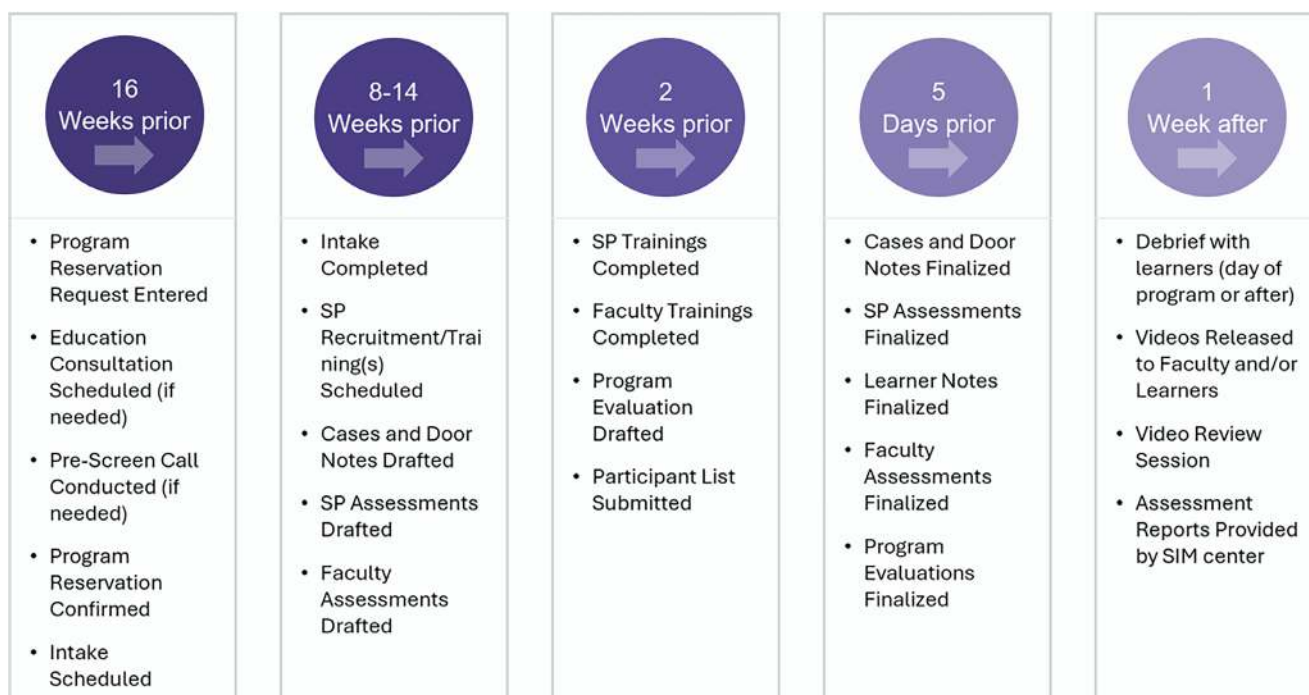 16
Weeks prior
• Program
Reservation
Request Entered
• Education
Consultation
Scheduled (if
needed)
• Pre-Screen Call
Conducted (if
needed)
• Program
Reservation
Confirmed
• Intake
Scheduled
8-14
Weeks prior
• Intake
Completed
• SP
Recruitment/Trai
ning(s)
Scheduled
• Cases and Door
Notes Drafted
• SP Assessments
Drafted
• Faculty
Assessments
Drafted
2
Weeks prior
• SP Trainings
Completed
• Faculty Trainings
Completed
• Program
Evaluation
Drafted
• Participant List
Submitted
5
Days prior
• Cases and Door
Notes Finalized
• SP Assessments
Finalized
• Learner Notes
Finalized
• Faculty
Assessments
Finalized
• Program
Evaluations
Finalized
1
Week after
• Debrief with
learners (day of
program or after)
• Videos Released
to Faculty and/or
Learners
• Video Review
Session
• Assessment
Reports Provided
by SIM center